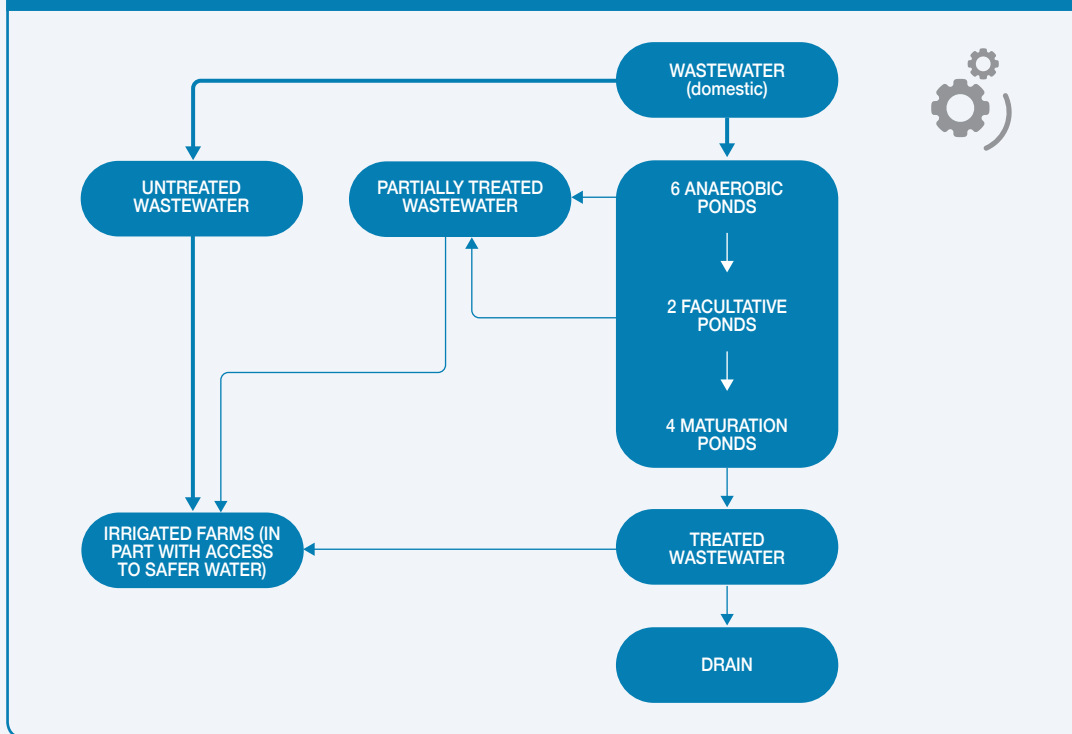 WASTEWATER
(domestic)
UNTREATED
WASTEWATER
PARTIALLY TREATED
WASTEWATER
6 ANAEROBIC
PONDS
2 FACULTATIVE
PONDS
4 MATURATION
PONDS
IRRIGATED FARMS (IN
PART WITH ACCESS
TO SAFER WATER)
TREATED
WASTEWATER
DRAIN